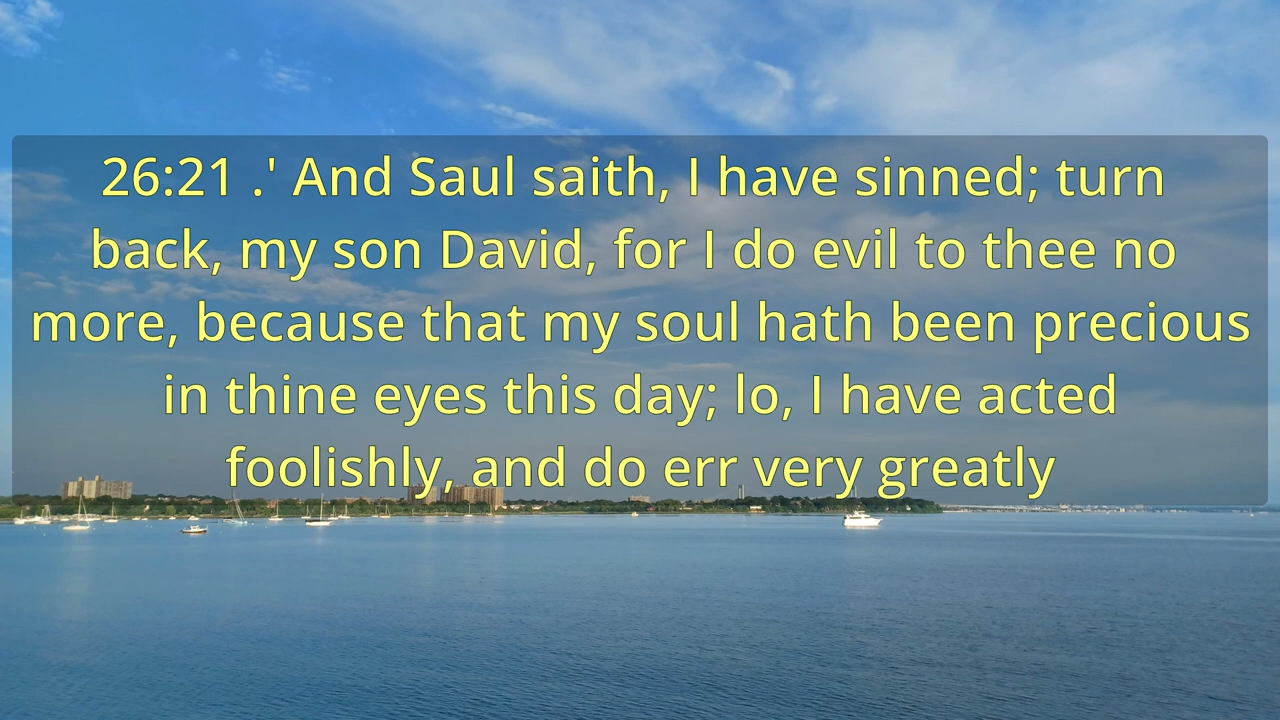 26:21 .' And Saul saith, I have sinned; turn
back, my son David, for I do evil to thee no
more, because that my soul hath been precious
in thine eyes this day; lo, I have acted
foolishly, and do err very greatly